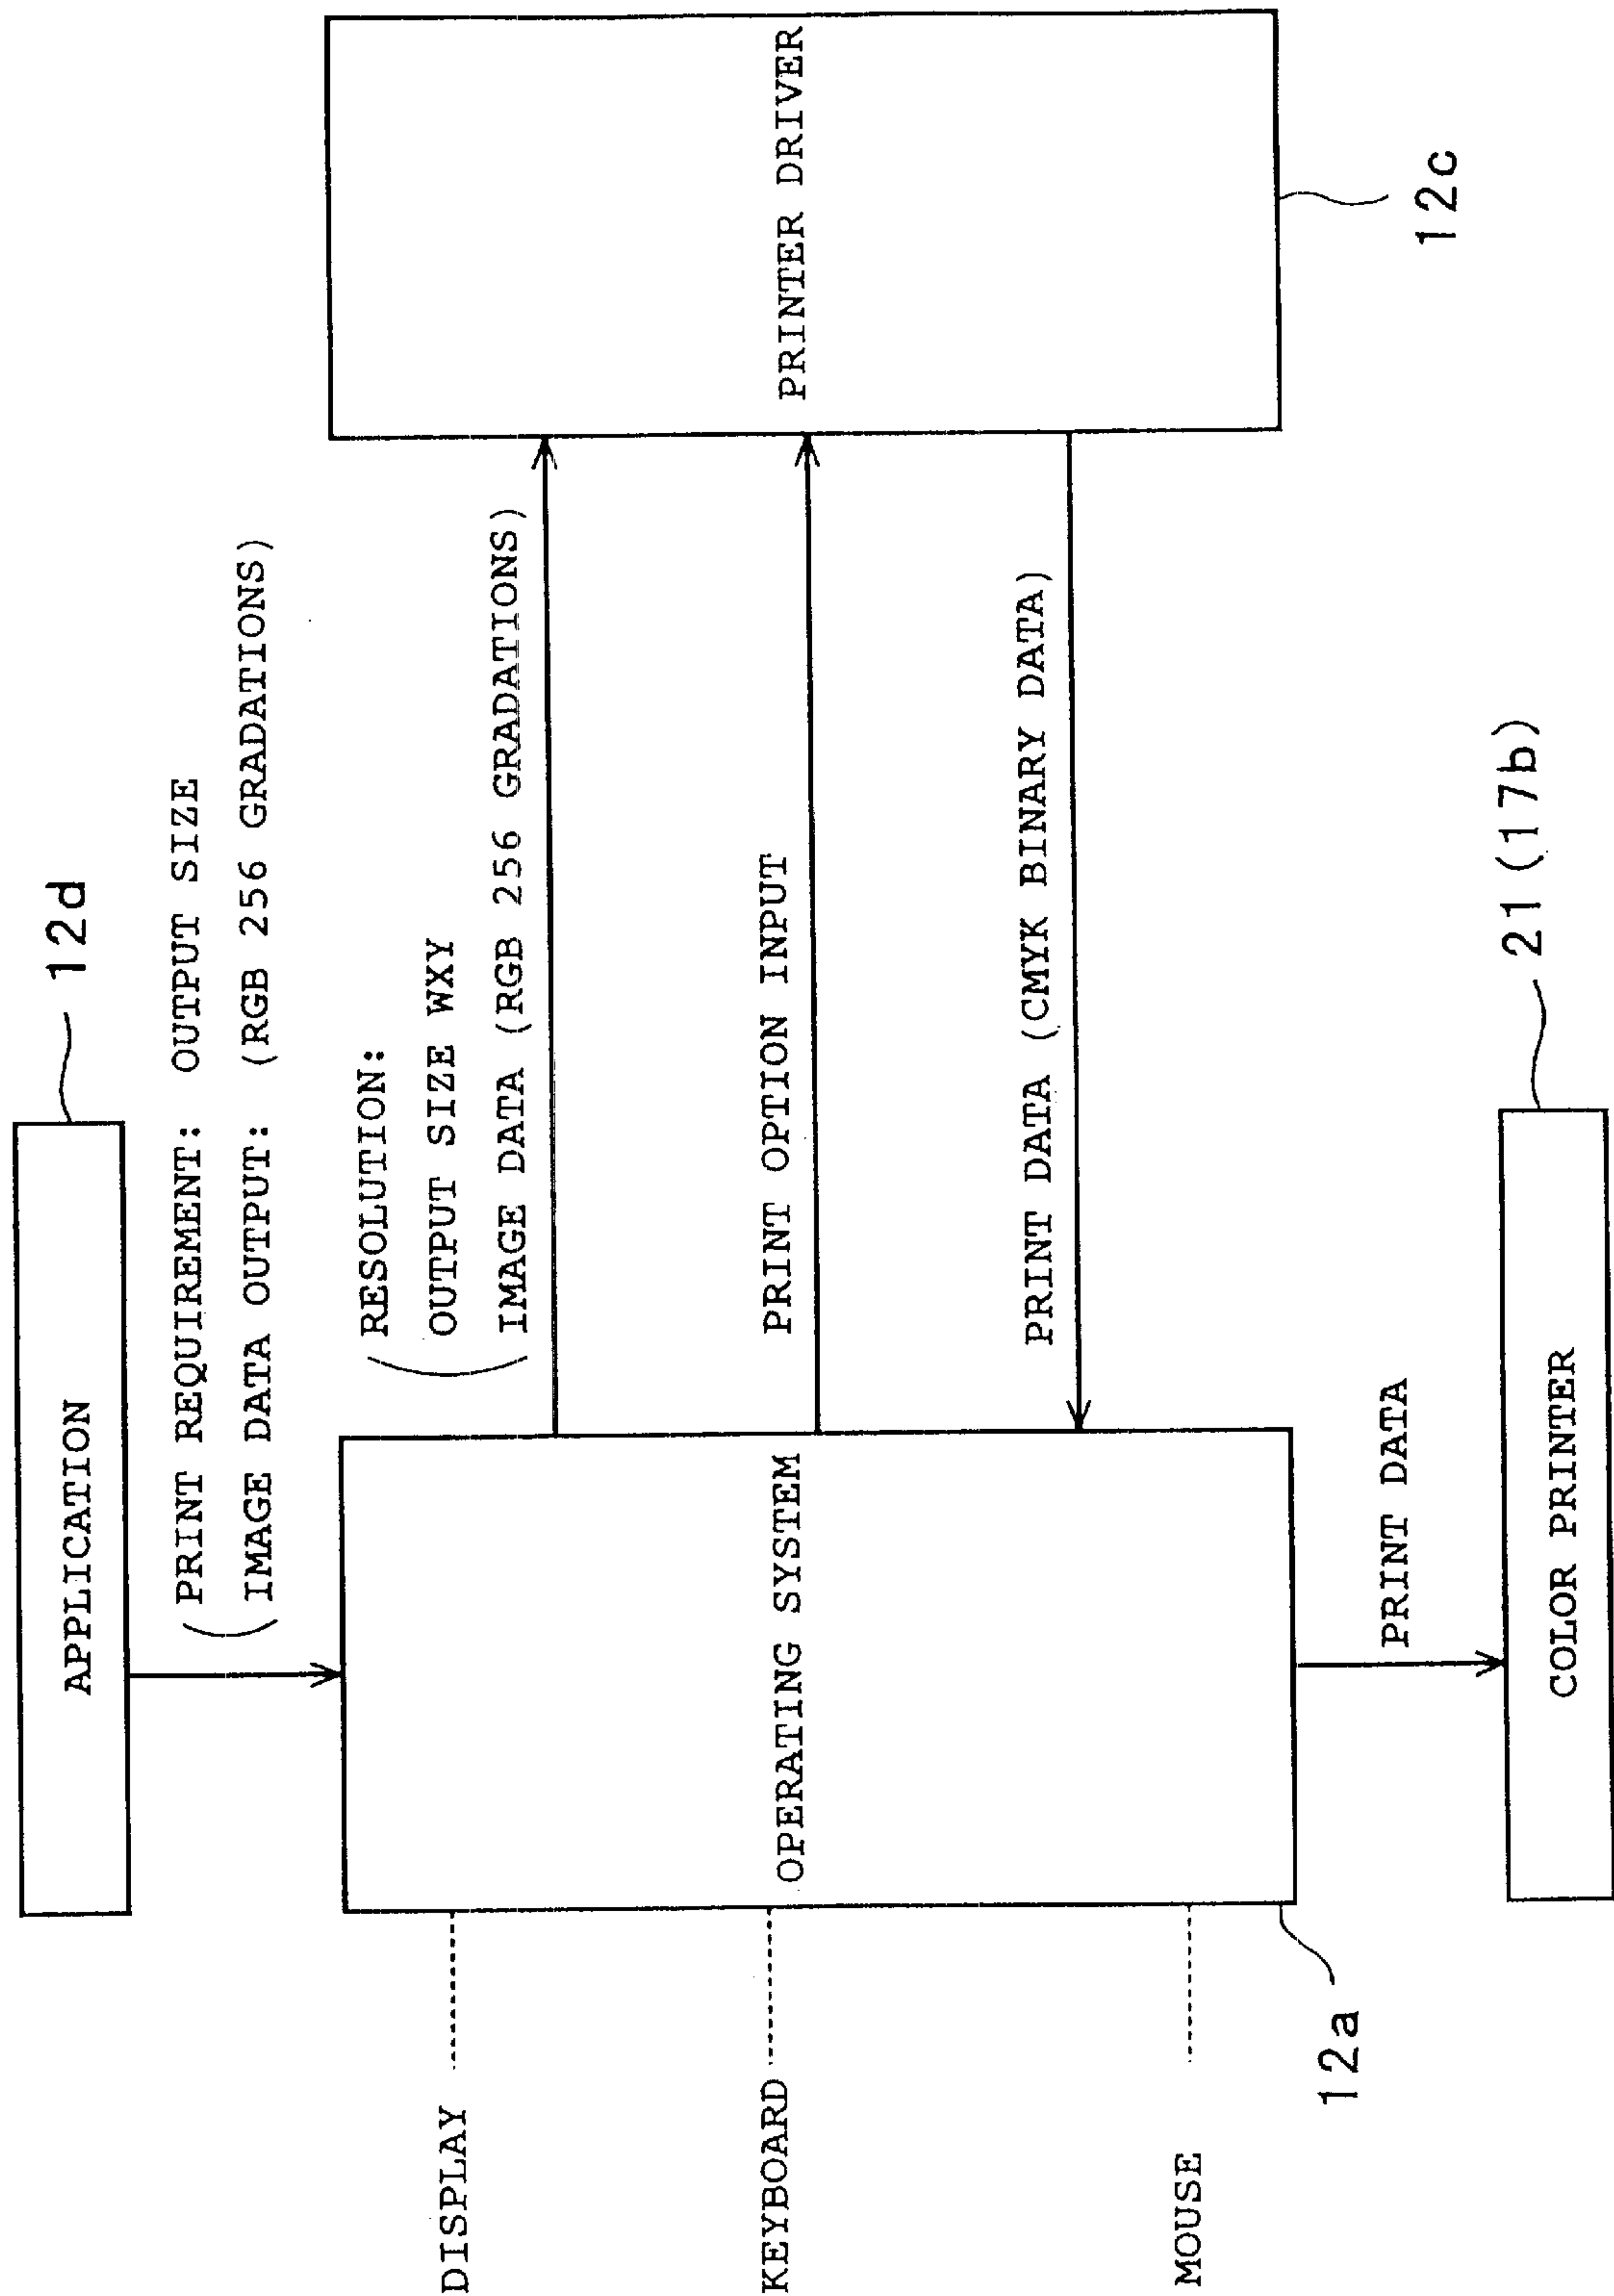 APPLICATION
12d
PRINT REQUIREMENT: OUTPUT SIZE
IMAGE DATA OUTPUT: (RGB 256 GRADATIONS)
RESOLUTION:
OUTPUT SIZE WXY
IMAGE DATA (RGB 256 GRADATIONS)
DISPLAY
KEYBOARD
MOUSE
OPERATING SYSTEM
12a
PRINT OPTION INPUT
PRINT DATA (CMYK BINARY DATA)
PRINTER DRIVER
12c
PRINT DATA
COLOR PRINTER
21(17b)